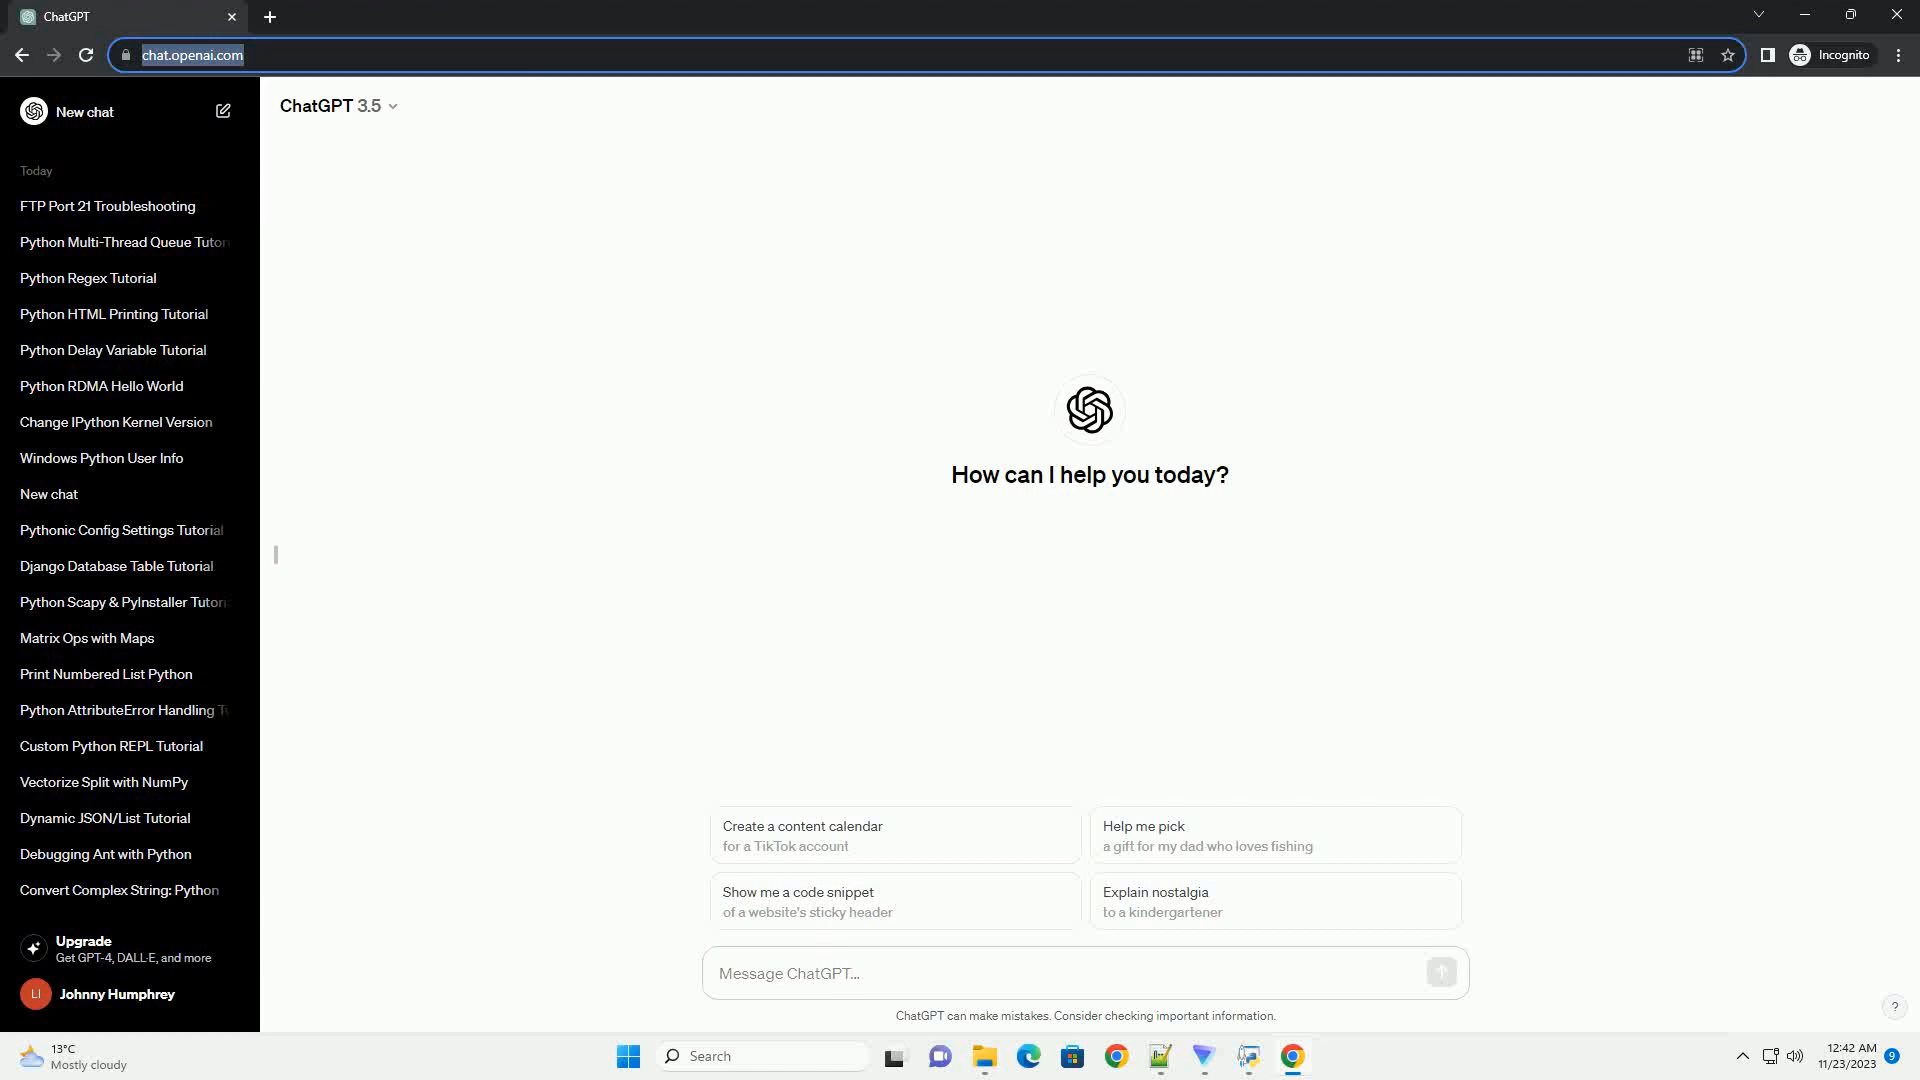 ChatGPT
chat.openai.com
Incognito
New chat
ChatGPT 3.5
Today
FTP Port 21 Troubleshooting
Python Multi-Thread Queue Tutor
Python Regex Tutorial
Python HTML Printing Tutorial
Python Delay Variable Tutorial
Python RDMA Hello World
Change IPython Kernel Version
Windows Python User Info
New chat
Pythonic Config Settings Tutorial
Django Database Table Tutorial
Python Scapy & PyInstaller Tutori
Matrix Ops with Maps
Print Numbered List Python
Python AttributeError Handling T
Custom Python REPL Tutorial
Vectorize Split with NumPy
Dynamic JSON/List Tutorial
Debugging Ant with Python
Convert Complex String: Python
Upgrade
Get GPT-4, DALL·E, and more
LI
Johnny Humphrey
How can I help you today?
Create a content calendar
for a TikTok account
Help me pick
a gift for my dad who loves fishing
Show me a code snippet
of a website's sticky header
Explain nostalgia
to a kindergartener
Message ChatGPT...
ChatGPT can make mistakes. Consider checking important information.
?
13°C
Mostly cloudy
Search
12:42 AM
11/23/2023
9